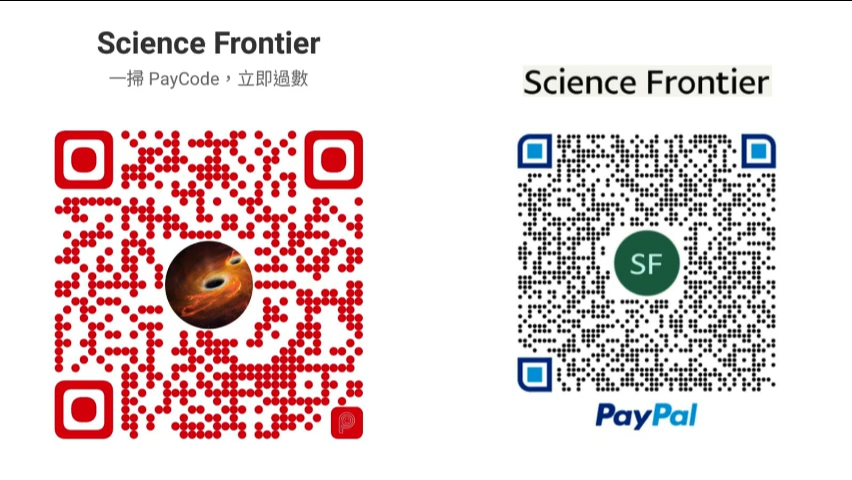 Science Frontier
一掃 PayCode，立即過數
Science Frontier
SF
PayPal